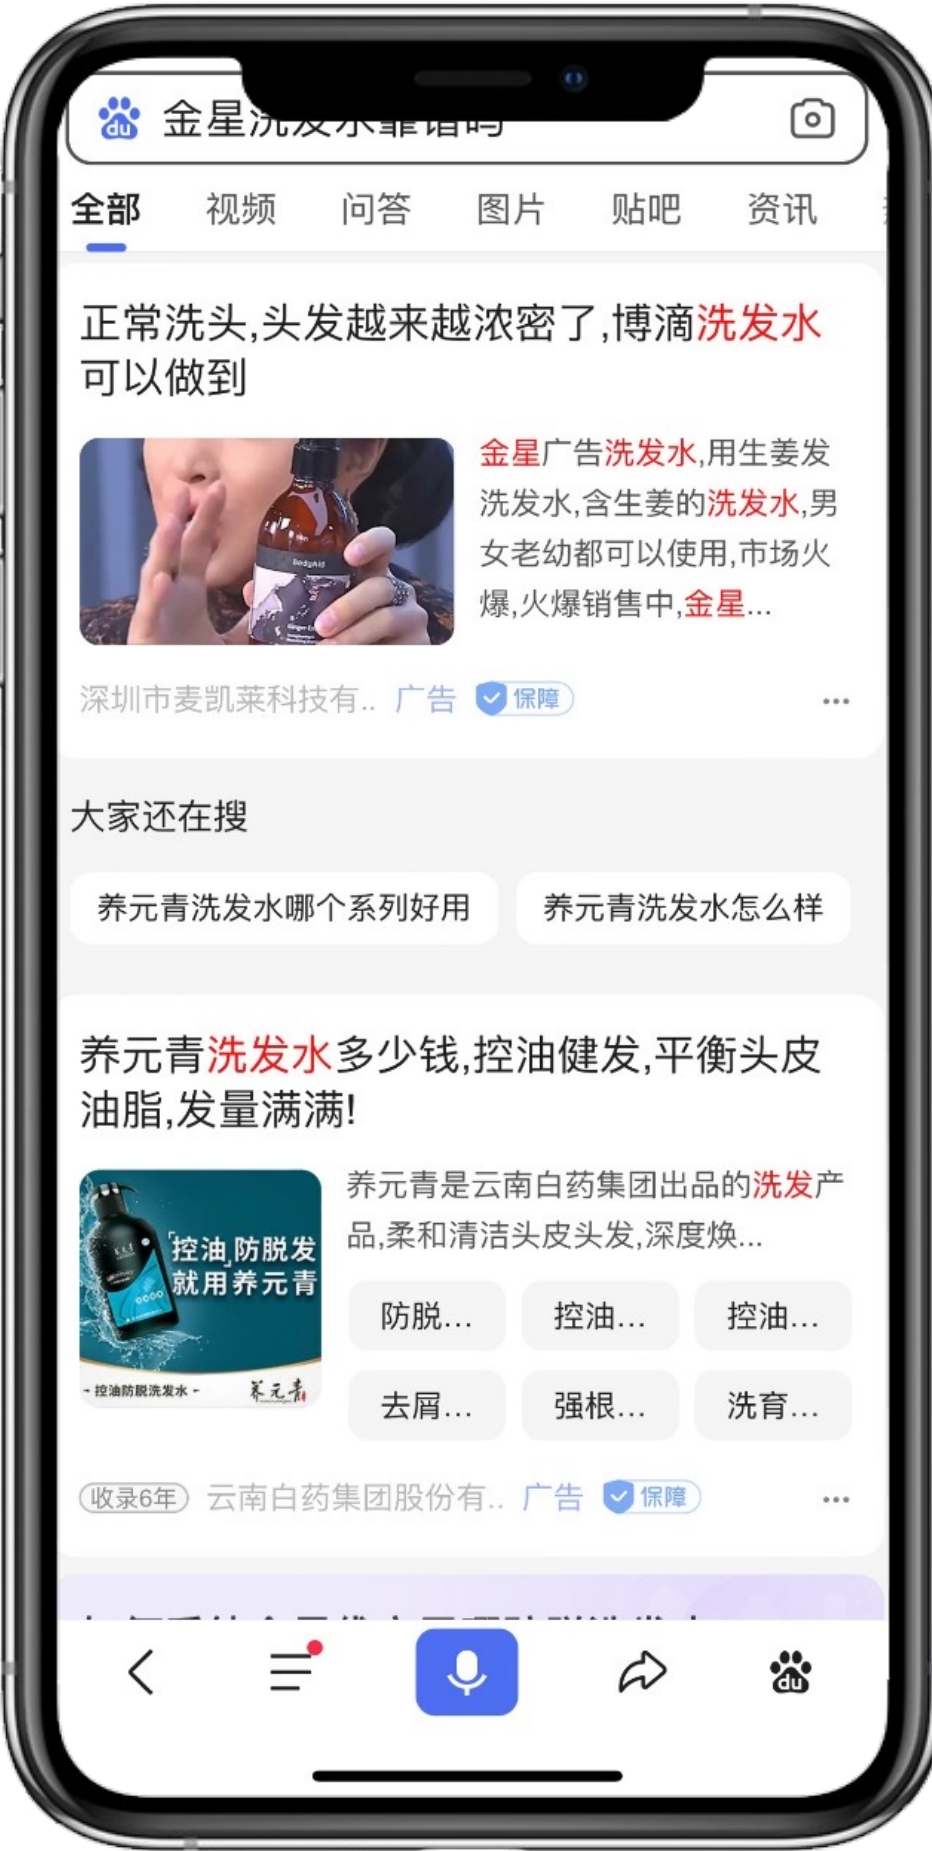 du 金星洗发水靠谱吗
全部 视频 问答 图片 贴吧 资讯
正常洗头,头发越来越浓密了,博滴洗发水
可以做到
金星广告洗发水,用生姜发
洗发水,含生姜的洗发水,男
女老幼都可以使用,市场火
爆,火爆销售中,金星...
BodyAid
深圳市麦凯莱科技有.. 广告 保障
大家还在搜
养元青洗发水哪个系列好用 养元青洗发水怎么样
养元青洗发水多少钱,控油健发,平衡头皮
油脂,发量满满!
养元青是云南白药集团出品的洗发产
品,柔和清洁头皮头发,深度焕...
「控油」防脱发
就用养元青
- 控油防脱洗发水 -
养元青
防脱... 控油... 控油...
去屑... 强根... 洗育...
收录6年 云南白药集团股份有.. 广告 保障
du